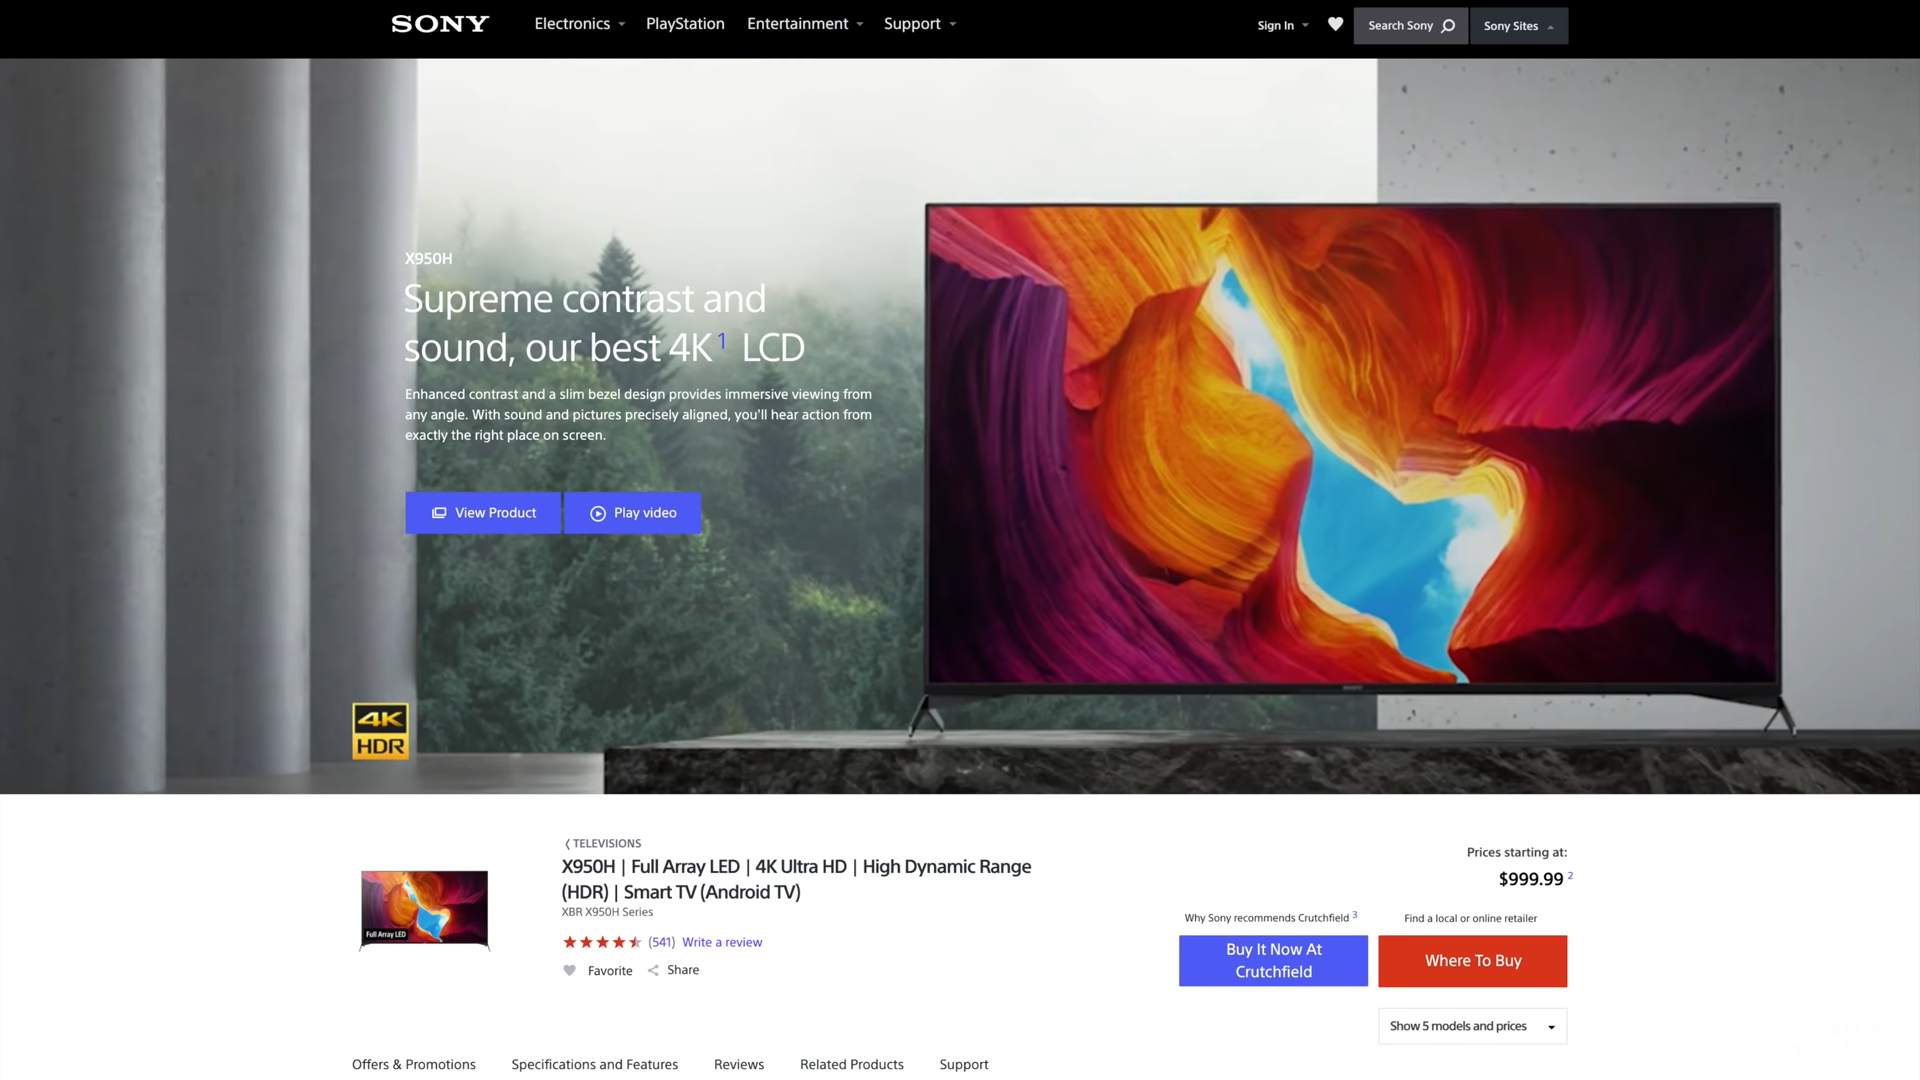 SONY
Electronics
PlayStation
Entertainment
Support
Sign In
Search Sony
Sony Sites
X950H
Supreme contrast and
sound, our best 4K1 LCD
Enhanced contrast and a slim bezel design provides immersive viewing from
any angle. With sound and pictures precisely aligned, you'll hear action from
exactly the right place on screen.
View Product
Play video
4K
HDR
TELEVISIONS
X950H | Full Array LED | 4K Ultra HD | High Dynamic Range
(HDR) | Smart TV (Android TV)
XBR X950H Series
(541) Write a review
Favorite
Share
Full Array LED
Prices starting at:
$999.99 2
Why Sony recommends Crutchfield 3
Buy It Now At
Crutchfield
Find a local or online retailer
Where To Buy
Show 5 models and prices
Offers & Promotions
Specifications and Features
Reviews
Related Products
Support